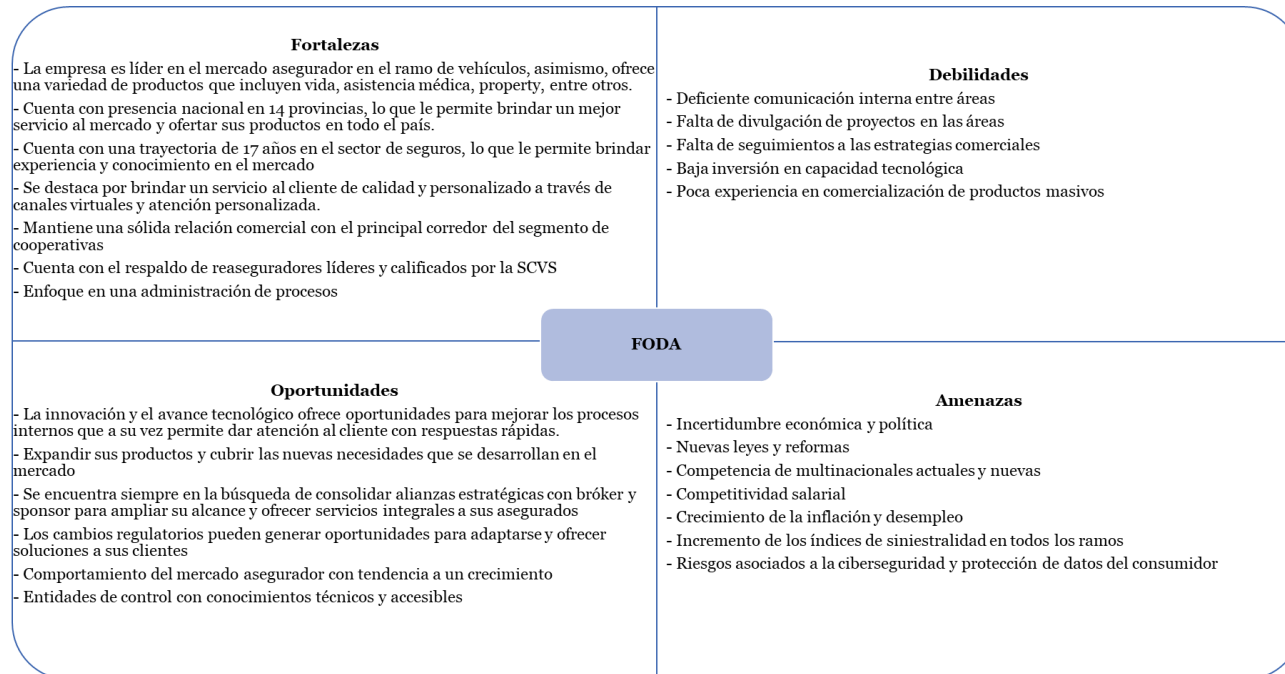 Fortalezas
- La empresa es líder en el mercado asegurador en el ramo de vehículos, asimismo, ofrece
una variedad de productos que incluyen vida, asistencia médica, property, entre otros.
- Cuenta con presencia nacional en 14 provincias, lo que le permite brindar un mejor
servicio al mercado y ofertar sus productos en todo el país.
- Cuenta con una trayectoria de 17 años en el sector de seguros, lo que le permite brindar
experiencia y conocimiento en el mercado
- Se destaca por brindar un servicio al cliente de calidad y personalizado a través de
canales virtuales y atención personalizada.
- Mantiene una sólida relación comercial con el principal corredor del segmento de
cooperativas
- Cuenta con el respaldo de reaseguradores líderes y calificados por la SCVS
- Enfoque en una administración de procesos
Debilidades
- Deficiente comunicación interna entre áreas
- Falta de divulgación de proyectos en las áreas
- Falta de seguimientos a las estrategias comerciales
- Baja inversión en capacidad tecnológica
- Poca experiencia en comercialización de productos masivos
FODA
Oportunidades
- La innovación y el avance tecnológico ofrece oportunidades para mejorar los procesos
internos que a su vez permite dar atención al cliente con respuestas rápidas.
- Expandir sus productos y cubrir las nuevas necesidades que se desarrollan en el
mercado
- Se encuentra siempre en la búsqueda de consolidar alianzas estratégicas con bróker y
sponsor para ampliar su alcance y ofrecer servicios integrales a sus asegurados
- Los cambios regulatorios pueden generar oportunidades para adaptarse y ofrecer
soluciones a sus clientes
- Comportamiento del mercado asegurador con tendencia a un crecimiento
- Entidades de control con conocimientos técnicos y accesibles
Amenazas
- Incertidumbre económica y política
- Nuevas leyes y reformas
- Competencia de multinacionales actuales y nuevas
- Competitividad salarial
- Crecimiento de la inflación y desempleo
- Incremento de los índices de siniestralidad en todos los ramos
- Riesgos asociados a la ciberseguridad y protección de datos del consumidor